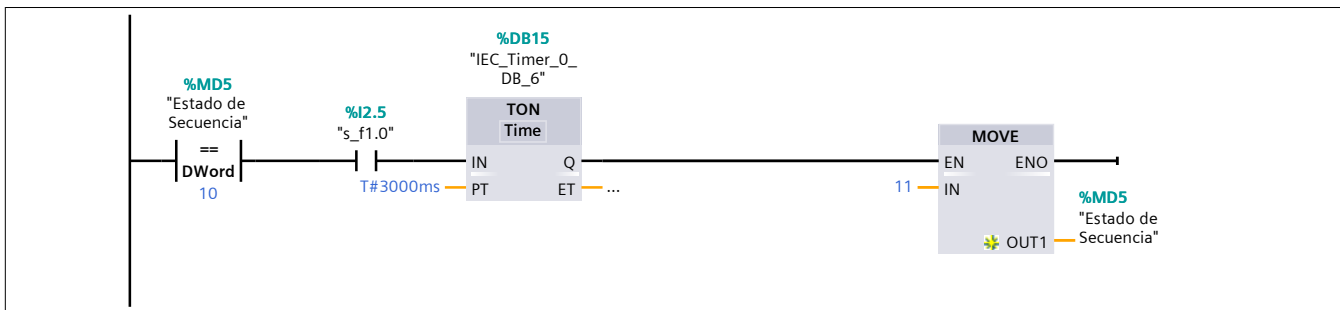 %DB15
"IEC_Timer_0_
DB_6"
%MD5
"Estado de
Secuencia"
==
DWord
10
%I2.5
"s_f1.0"
TON
Time
IN Q
T#3000ms PT ET ...
MOVE
EN ENO
11 IN
OUT1
%MD5
"Estado de
Secuencia"